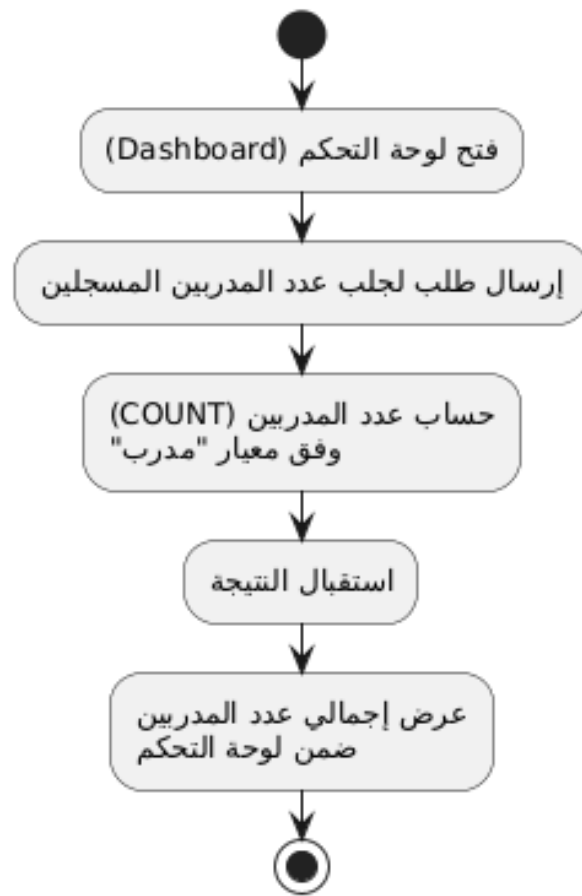 فتح لوحة التحكم (Dashboard)
إرسال طلب لجلب عدد المدربين المسجلين
حساب عدد المدربين (COUNT)
وفق معيار "مدرب"
استقبال النتيجة
عرض إجمالي عدد المدربين
ضمن لوحة التحكم